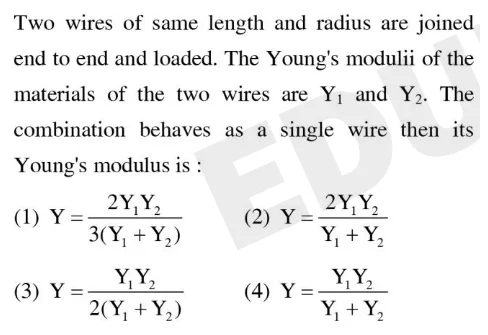 Two wires of same length and radius are joined
end to end and loaded. The Young's modulii of the
materials of the two wires are Y₁ and Y₂. The
combination behaves as a single wire then its
Young's modulus is :
(1) Y = 2Y₁Y₂ / 3(Y₁ + Y₂) (2) Y = 2Y₁Y₂ / Y₁ + Y₂
(3) Y = Y₁Y₂ / 2(Y₁ + Y₂) (4) Y = Y₁Y₂ / Y₁ + Y₂
EDU